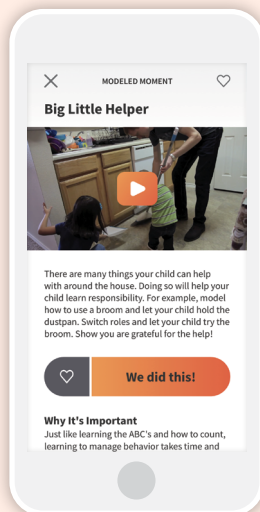 MODELED MOMENT
Big Little Helper
There are many things your child can help
with around the house. Doing so will help your
child learn responsibility. For example, model
how to use a broom and let your child hold the
dustpan. Switch roles and let your child try the
broom. Show you are grateful for the help!
We did this!
Why It's Important
Just like learning the ABC's and how to count,
learning to manage behavior takes time and